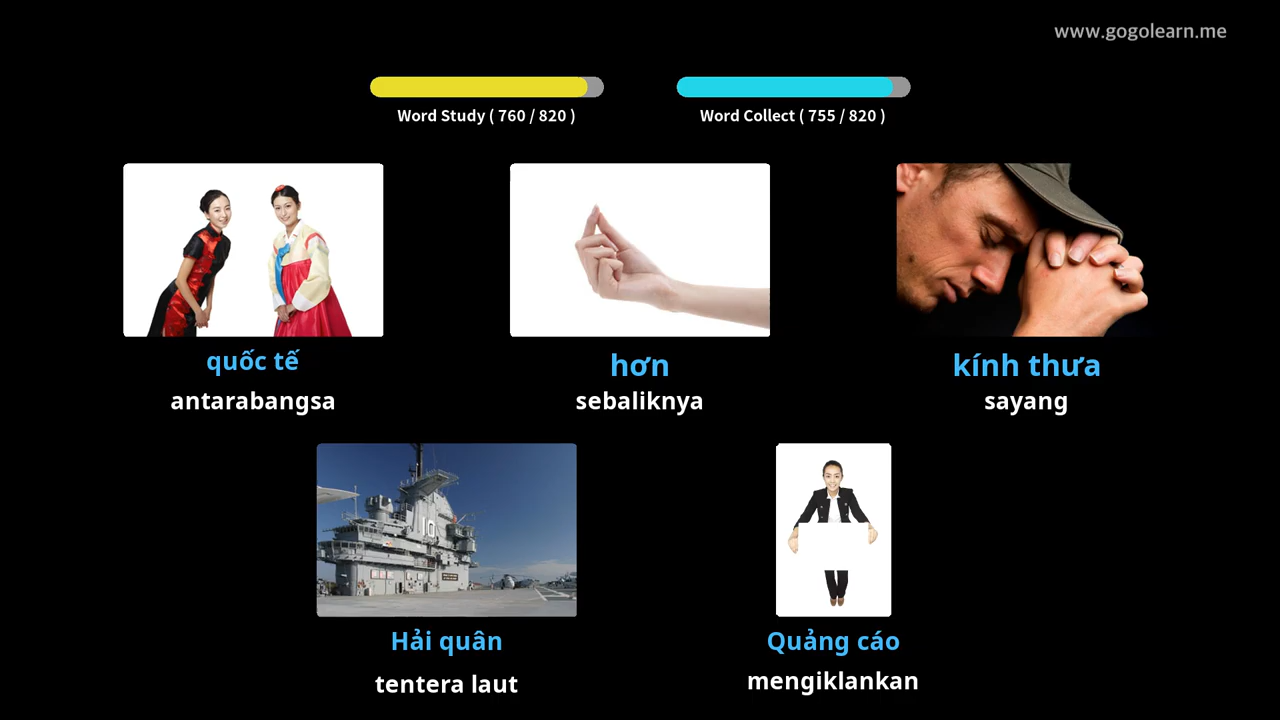 www.gogolearn.me
Word Study ( 760 / 820 )
Word Collect ( 755 / 820 )
quốc tế
antarabangsa
hơn
sebaliknya
kính thưa
sayang
10
Hải quân
tentera laut
Quảng cáo
mengiklankan